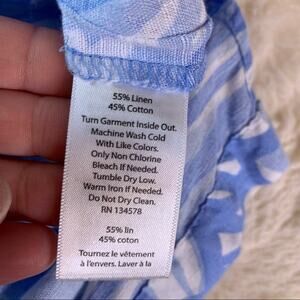 55% Linen
45% Cotton
Turn Garment Inside Out.
Machine Wash Cold
With Like Colors.
Only Non Chlorine
Bleach If Needed.
Tumble Dry Low.
Warm Iron If Needed.
Do Not Dry Clean.
RN 134578
55% lin
45% coton
Tournez le vêtement
à l'envers. Laver à la